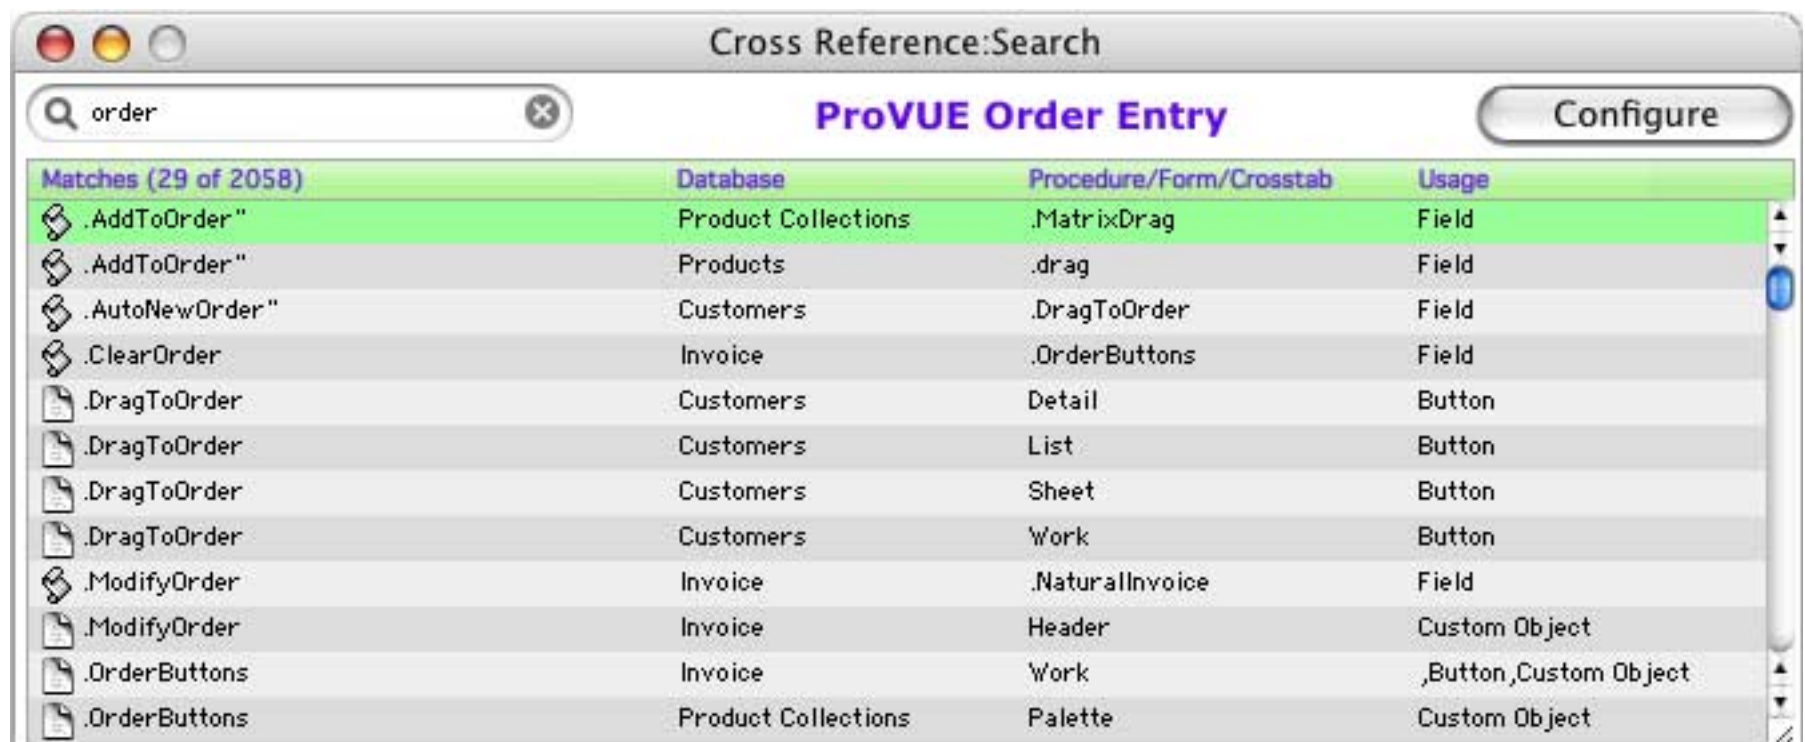 Cross Reference:Search
order ProVUE Order Entry Configure
Matches (29 of 2058) Database Procedure/Form/Crosstab Usage
.AddToOrder" Product Collections .MatrixDrag Field
.AddToOrder" Products .drag Field
.AutoNewOrder" Customers .DragToOrder Field
.ClearOrder Invoice .OrderButtons Field
.DragToOrder Customers Detail Button
.DragToOrder Customers List Button
.DragToOrder Customers Sheet Button
.DragToOrder Customers Work Button
.ModifyOrder Invoice .NaturalInvoice Field
.ModifyOrder Invoice Header Custom Object
.OrderButtons Invoice Work ,Button,Custom Object
.OrderButtons Product Collections Palette Custom Object